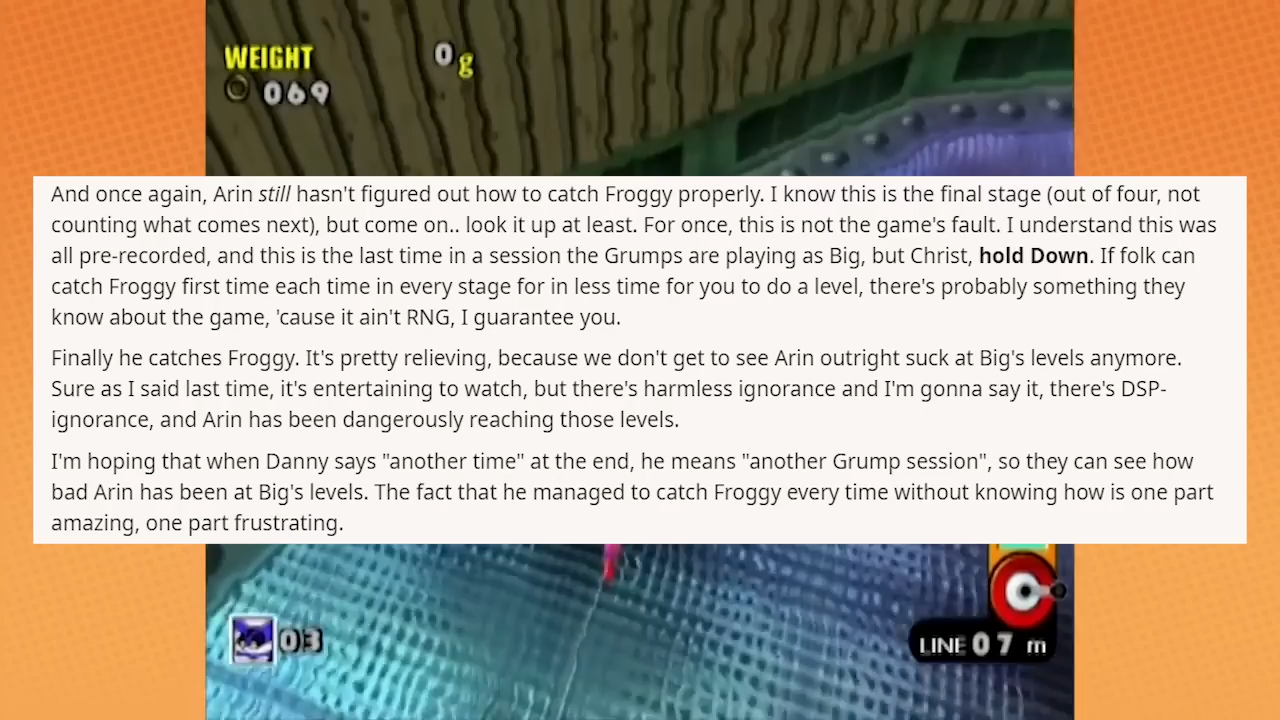 WEIGHT 0 g
069
And once again, Arin still hasn't figured out how to catch Froggy properly. I know this is the final stage (out of four, not
counting what comes next), but come on.. look it up at least. For once, this is not the game's fault. I understand this was
all pre-recorded, and this is the last time in a session the Grumps are playing as Big, but Christ, hold Down. If folk can
catch Froggy first time each time in every stage for in less time for you to do a level, there's probably something they
know about the game, 'cause it ain't RNG, I guarantee you.
Finally he catches Froggy. It's pretty relieving, because we don't get to see Arin outright suck at Big's levels anymore.
Sure as I said last time, it's entertaining to watch, but there's harmless ignorance and I'm gonna say it, there's DSP-
ignorance, and Arin has been dangerously reaching those levels.
I'm hoping that when Danny says "another time" at the end, he means "another Grump session", so they can see how
bad Arin has been at Big's levels. The fact that he managed to catch Froggy every time without knowing how is one part
amazing, one part frustrating.
03
LINE 07 m